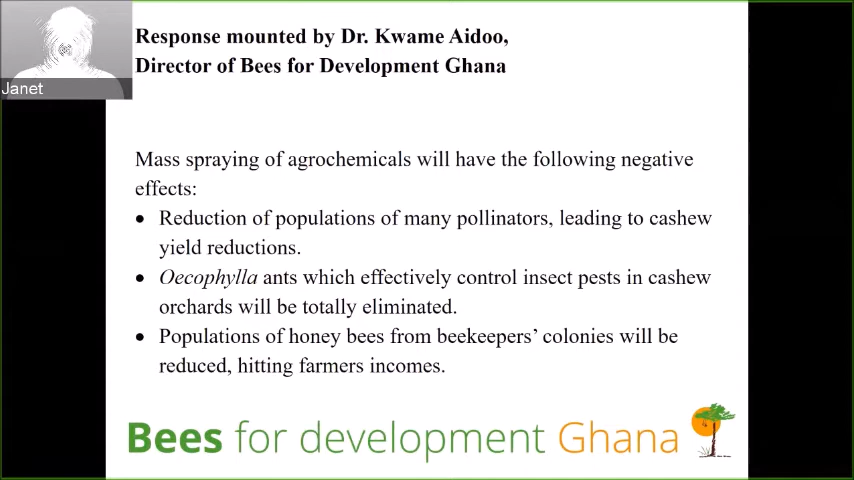 Janet
Response mounted by Dr. Kwame Aidoo,
Director of Bees for Development Ghana
Mass spraying of agrochemicals will have the following negative
effects:
• Reduction of populations of many pollinators, leading to cashew
yield reductions.
• Oecophylla ants which effectively control insect pests in cashew
orchards will be totally eliminated.
• Populations of honey bees from beekeepers’ colonies will be
reduced, hitting farmers incomes.
Bees for development Ghana